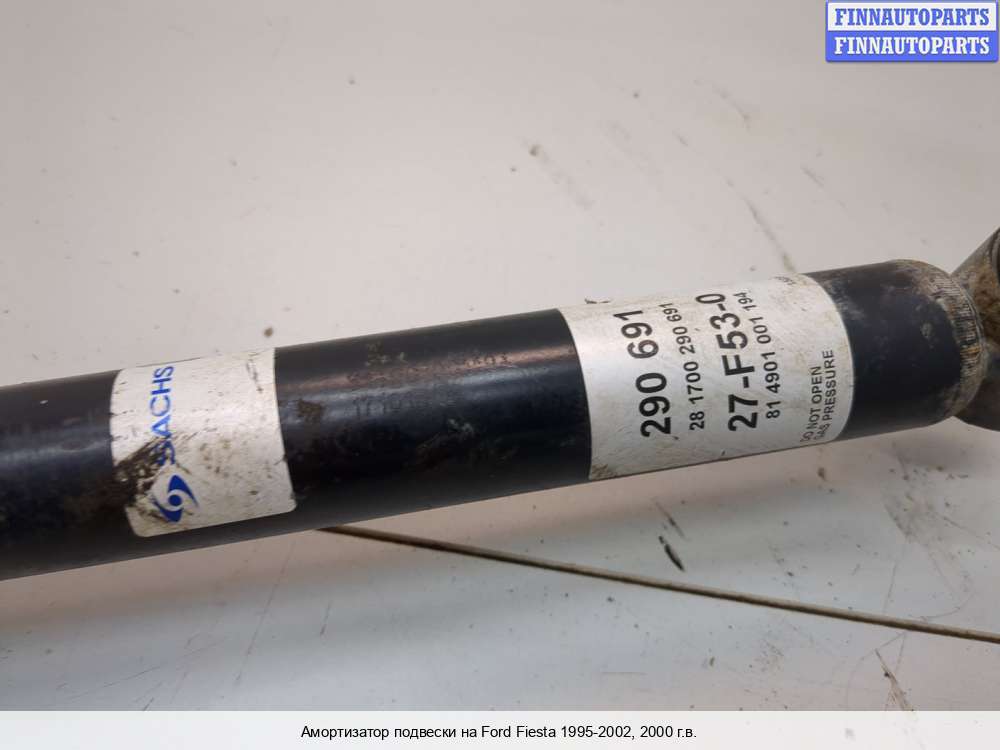 FINNAUTOPARTS
FINNAUTOPARTS
SACHS
290 691
28 1700 290 691
27-F53-0
81 4901 001 194
DO NOT OPEN
GAS PRESSURE
Амортизатор подвески на Ford Fiesta 1995-2002, 2000 г.в.